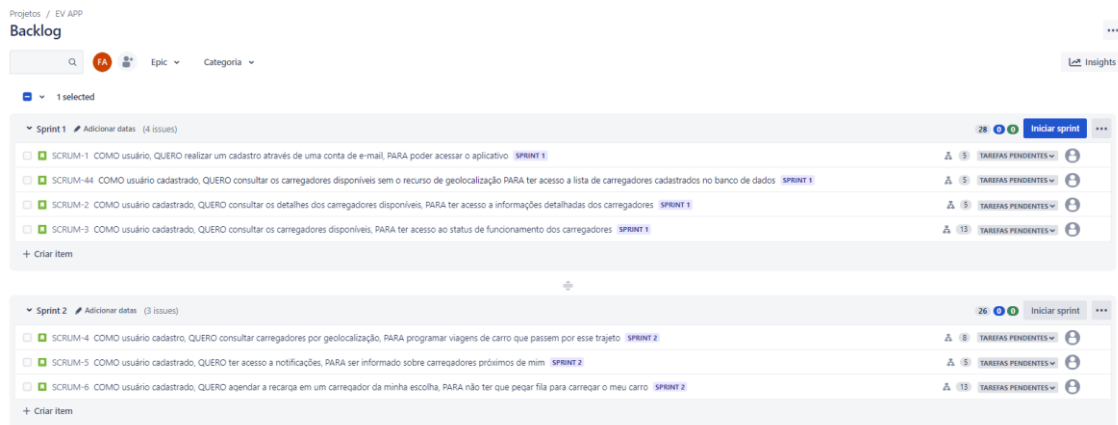 Projetos / EV APP
Backlog
FA Epic Categoria Insights
1 selected
Sprint 1 Adicionar datas (4 issues) 28 0 0 Iniciar sprint
SCRUM-1 COMO usuário, QUERO realizar um cadastro através de uma conta de e-mail, PARA poder acessar o aplicativo SPRINT 1 5 TAREFAS PENDENTES
SCRUM-44 COMO usuário cadastrado, QUERO consultar os carregadores disponíveis sem o recurso de geolocalização PARA ter acesso a lista de carregadores cadastrados no banco de dados SPRINT 1 5 TAREFAS PENDENTES
SCRUM-2 COMO usuário cadastrado, QUERO consultar os detalhes dos carregadores disponíveis, PARA ter acesso a informações detalhadas dos carregadores SPRINT 1 5 TAREFAS PENDENTES
SCRUM-3 COMO usuário cadastrado, QUERO consultar os carregadores disponíveis, PARA ter acesso ao status de funcionamento dos carregadores SPRINT 1 13 TAREFAS PENDENTES
+ Criar item
Sprint 2 Adicionar datas (3 issues) 26 0 0 Iniciar sprint
SCRUM-4 COMO usuário cadastro, QUERO consultar carregadores por geolocalização, PARA programar viagens de carro que passem por esse trajeto SPRINT 2 8 TAREFAS PENDENTES
SCRUM-5 COMO usuário cadastrado, QUERO ter acesso a notificações, PARA ser informado sobre carregadores próximos de mim SPRINT 2 5 TAREFAS PENDENTES
SCRUM-6 COMO usuário cadastrado, QUERO agendar a recarga em um carregador da minha escolha, PARA não ter que pegar fila para carregar o meu carro SPRINT 2 13 TAREFAS PENDENTES
+ Criar item